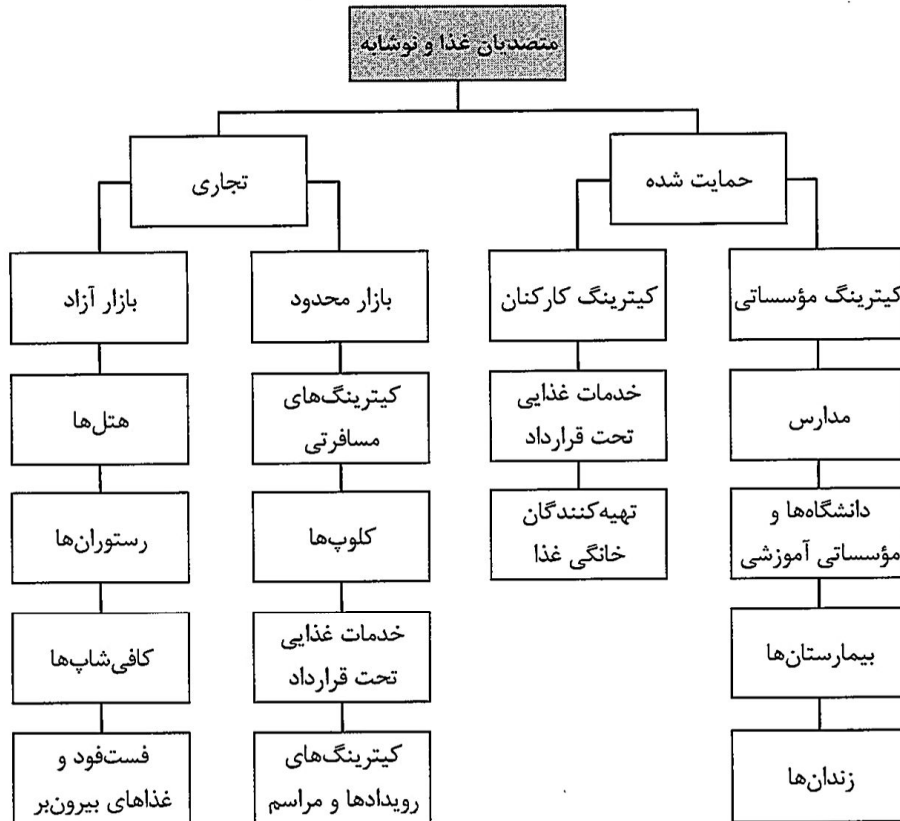 متصدیان غذا و نوشابه
حمایت شده
تجاری
کیترینگ مؤسساتی
کیترینگ کارکنان
بازار محدود
بازار آزاد
مدارس
خدمات غذایی
تحت قرارداد
کیترینگ‌های
مسافرتی
هتل‌ها
دانشگاه‌ها و
مؤسساتی آموزشی
تهیه‌کنندگان
خانگی غذا
کلوپ‌ها
رستوران‌ها
بیمارستان‌ها
خدمات غذایی
تحت قرارداد
کافی‌شاپ‌ها
زندان‌ها
کیترینگ‌های
رویدادها و مراسم
فست‌فود و
غذاهای بیرون‌بر